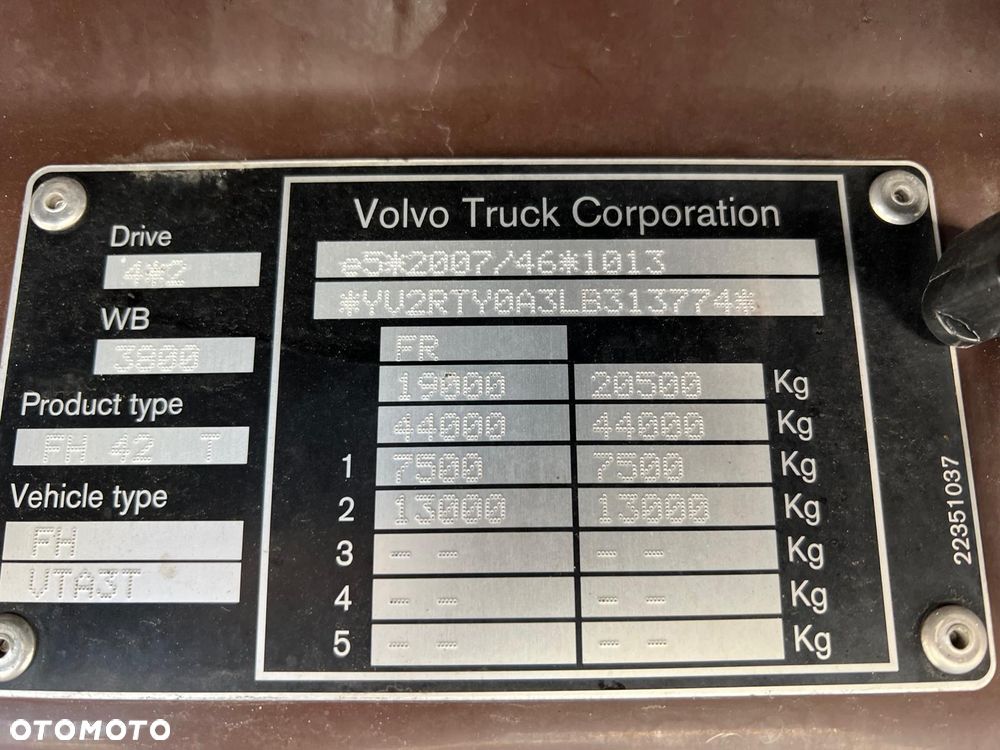 Volvo Truck Corporation
Drive
4*2
WB
3800
Product type
FH 42 T
Vehicle type
FH
VTA3T
e5*2007/46*1013
*YV2RTY0A3LB313774*
FR
19000 20500 Kg
44000 44000 Kg
1 7500 7500 Kg
2 13000 13000 Kg
3 -- -- -- -- Kg
4 -- -- -- -- Kg
5 -- -- -- -- Kg
22351037
OTOMOTO